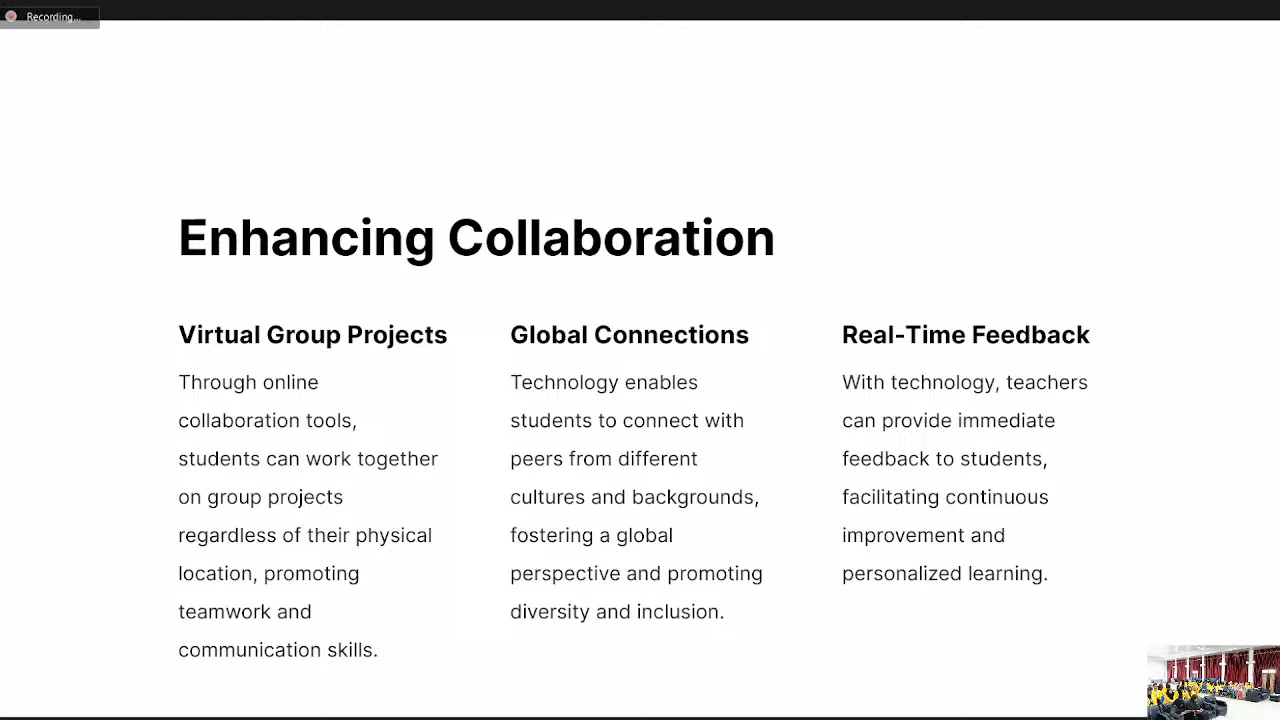 Recording...
Enhancing Collaboration
Virtual Group Projects
Through online
collaboration tools,
students can work together
on group projects
regardless of their physical
location, promoting
teamwork and
communication skills.
Global Connections
Technology enables
students to connect with
peers from different
cultures and backgrounds,
fostering a global
perspective and promoting
diversity and inclusion.
Real-Time Feedback
With technology, teachers
can provide immediate
feedback to students,
facilitating continuous
improvement and
personalized learning.